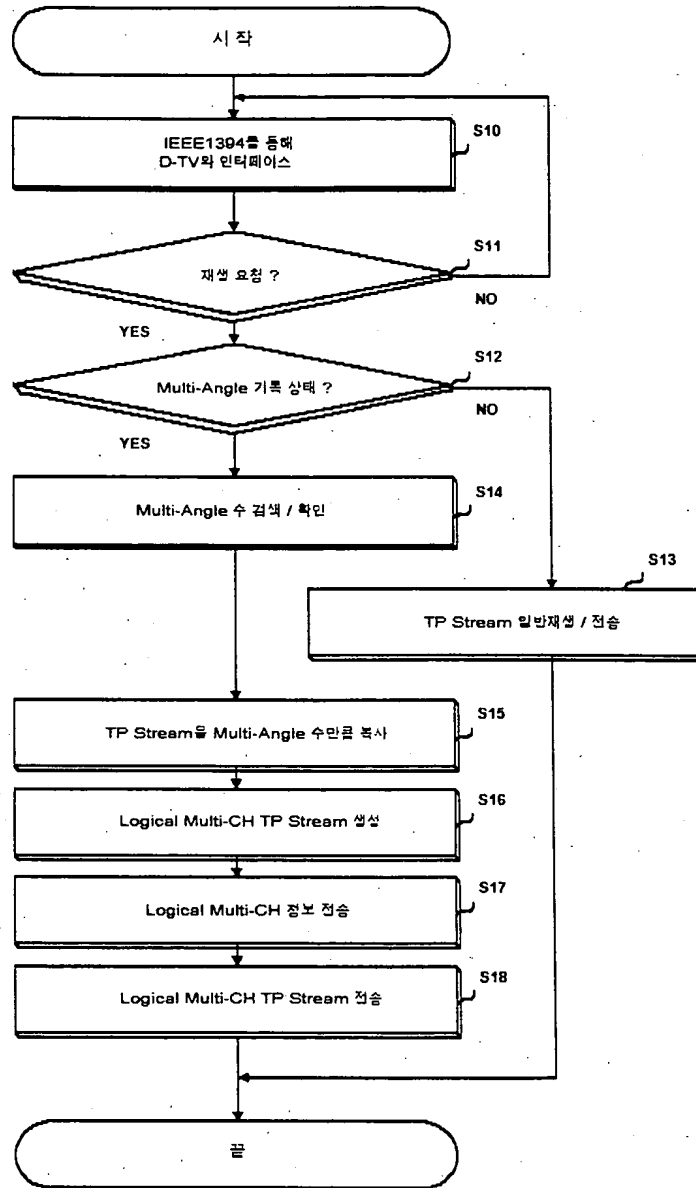 시 작
S10
IEEE1394를 통해
D-TV와 인터페이스
S11
재생 요청 ?
NO
YES
S12
Multi-Angle 기록 상태 ?
NO
YES
S14
Multi-Angle 수 검색 / 확인
S13
TP Stream 일반재생 / 전송
S15
TP Stream을 Multi-Angle 수만큼 복사
S16
Logical Multi-CH TP Stream 생성
S17
Logical Multi-CH 정보 전송
S18
Logical Multi-CH TP Stream 전송
끝